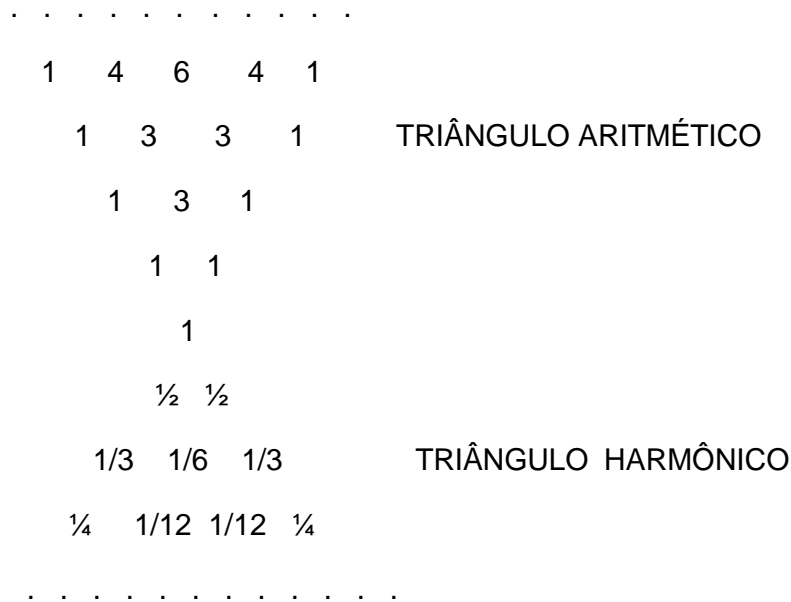 . . . . . . . . . . .
1 4 6 4 1
1 3 3 1 TRIÂNGULO ARITMÉTICO
1 3 1
1 1
1
½ ½
1/3 1/6 1/3 TRIÂNGULO HARMÔNICO
¼ 1/12 1/12 ¼
. . . . . . . . . . . .